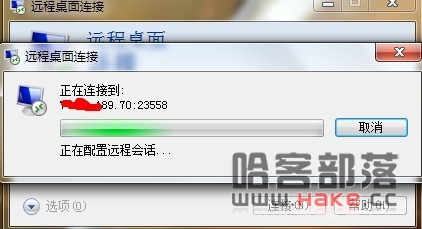 远程桌面连接
远程桌面
连接
远程桌面连接
正在连接到:
89.70:23558
取消
正在配置远程会话...
哈客部落
www.Hake.cc
选项(O)
连接(N)
帮助(H)